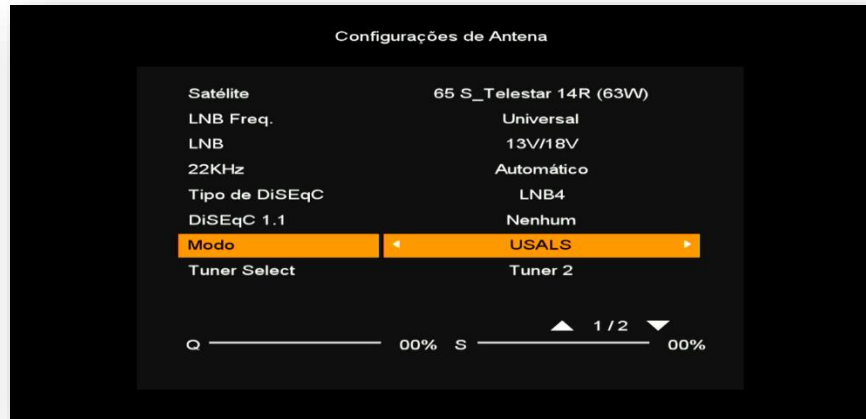 Configurações de Antena
Satélite 65 S_Telestar 14R (63W)
LNB Freq. Universal
LNB 13V/18V
22KHz Automático
Tipo de DiSEqC LNB4
DiSEqC 1.1 Nenhum
Modo USALS
Tuner Select Tuner 2
1/2
Q 00% S 00%